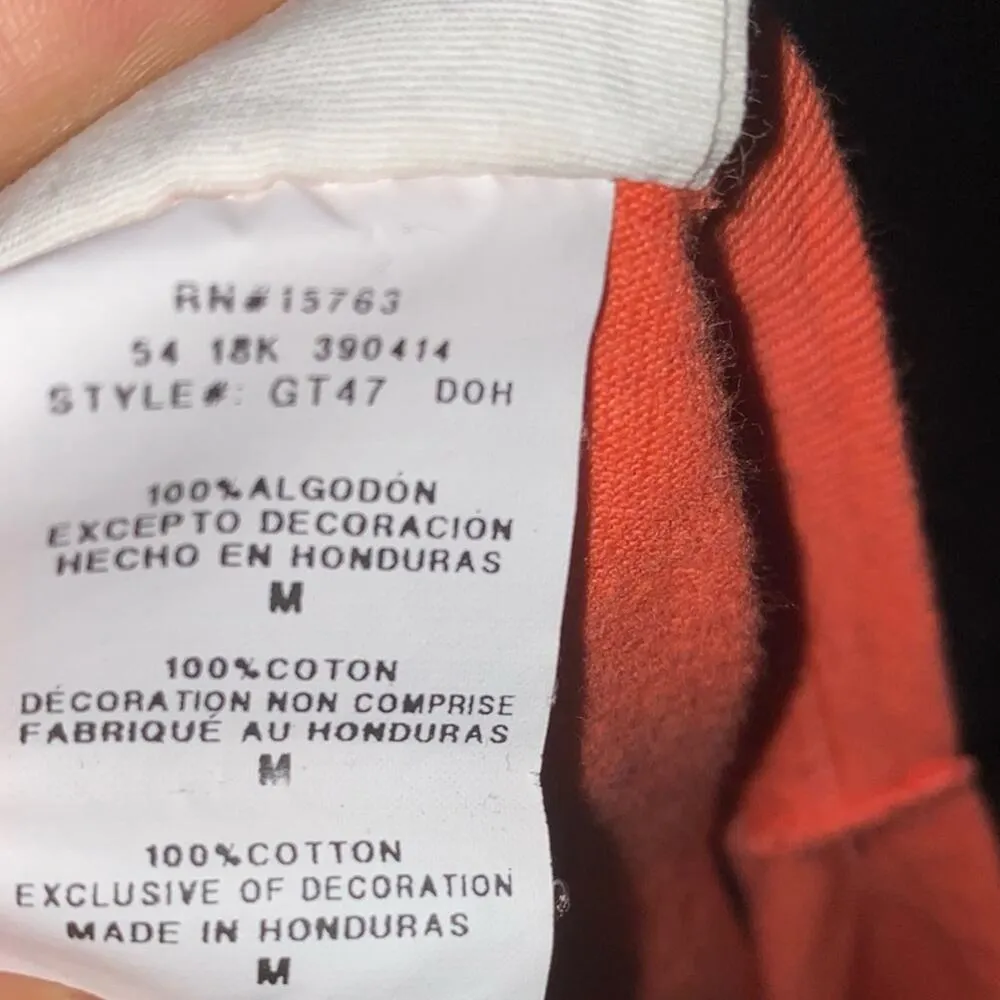 RN#15763
54 18K 390414
STYLE#: GT47 DOH
100%ALGODÓN
EXCEPTO DECORACIÓN
HECHO EN HONDURAS
M
100%COTON
DÉCORATION NON COMPRISE
FABRIQUÉ AU HONDURAS
M
100%COTTON
EXCLUSIVE OF DECORATION
MADE IN HONDURAS
M